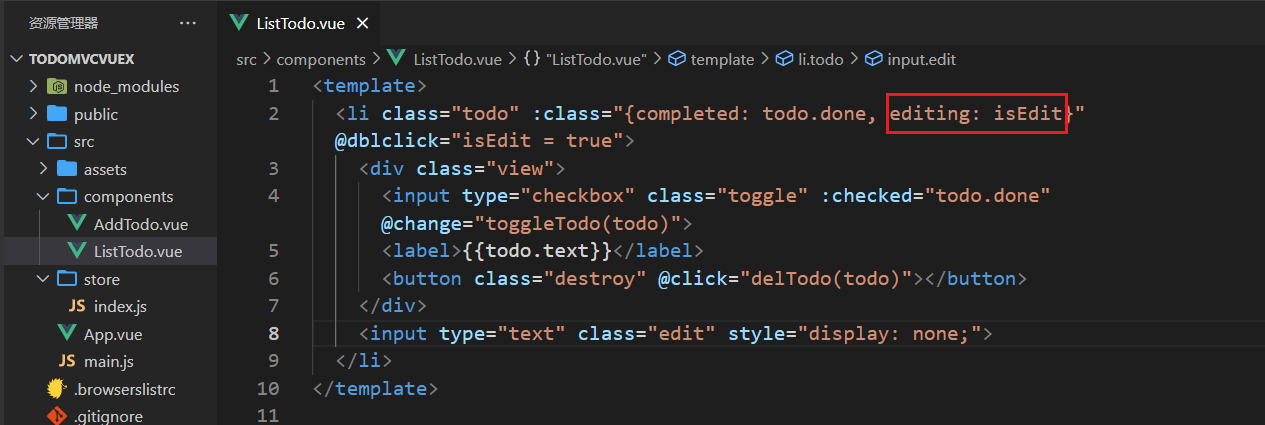 资源管理器 ···
TODOMVCVUEX
node_modules
public
src
assets
components
AddTodo.vue
ListTodo.vue
store
JS index.js
App.vue
JS main.js
.browserslistrc
.gitignore
ListTodo.vue ×
src > components > ListTodo.vue > {} "ListTodo.vue" > template > li.todo > input.edit
1 <template>
2 <li class="todo" :class="{completed: todo.done, editing: isEdit}"
@dblclick="isEdit = true">
3 <div class="view">
4 <input type="checkbox" class="toggle" :checked="todo.done"
@change="toggleTodo(todo)">
5 <label>{{todo.text}}</label>
6 <button class="destroy" @click="delTodo(todo)"></button>
7 </div>
8 <input type="text" class="edit" style="display: none;">
9 </li>
10 </template>
11